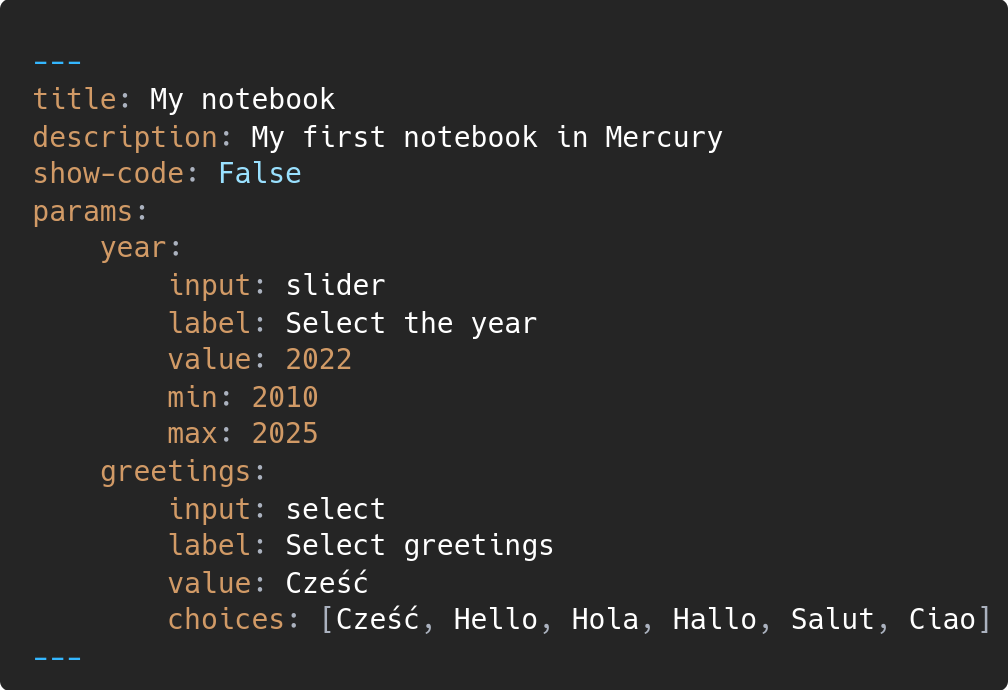 ---
title: My notebook
description: My first notebook in Mercury
show-code: False
params:
    year:
        input: slider
        label: Select the year
        value: 2022
        min: 2010
        max: 2025
    greetings:
        input: select
        label: Select greetings
        value: Cześć
        choices: [Cześć, Hello, Hola, Hallo, Salut, Ciao]
---